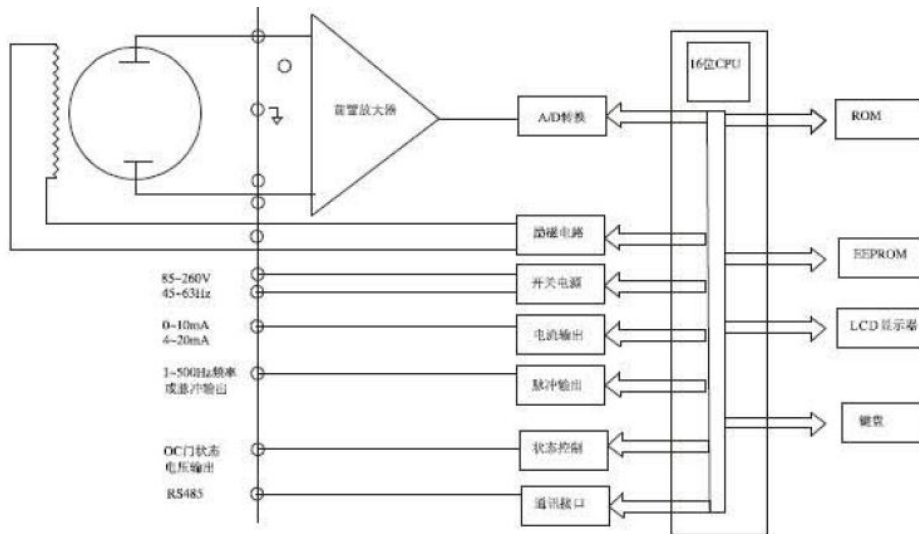 16位CPU
前置放大器
A/D转换
ROM
励磁电路
EEPROM
85~260V
45~63Hz
开关电源
0~10mA
4~20mA
电流输出
LCD显示器
1~500Hz频率
或脉冲输出
脉冲输出
键盘
OC门状态
电压输出
状态控制
RS485
通讯接口